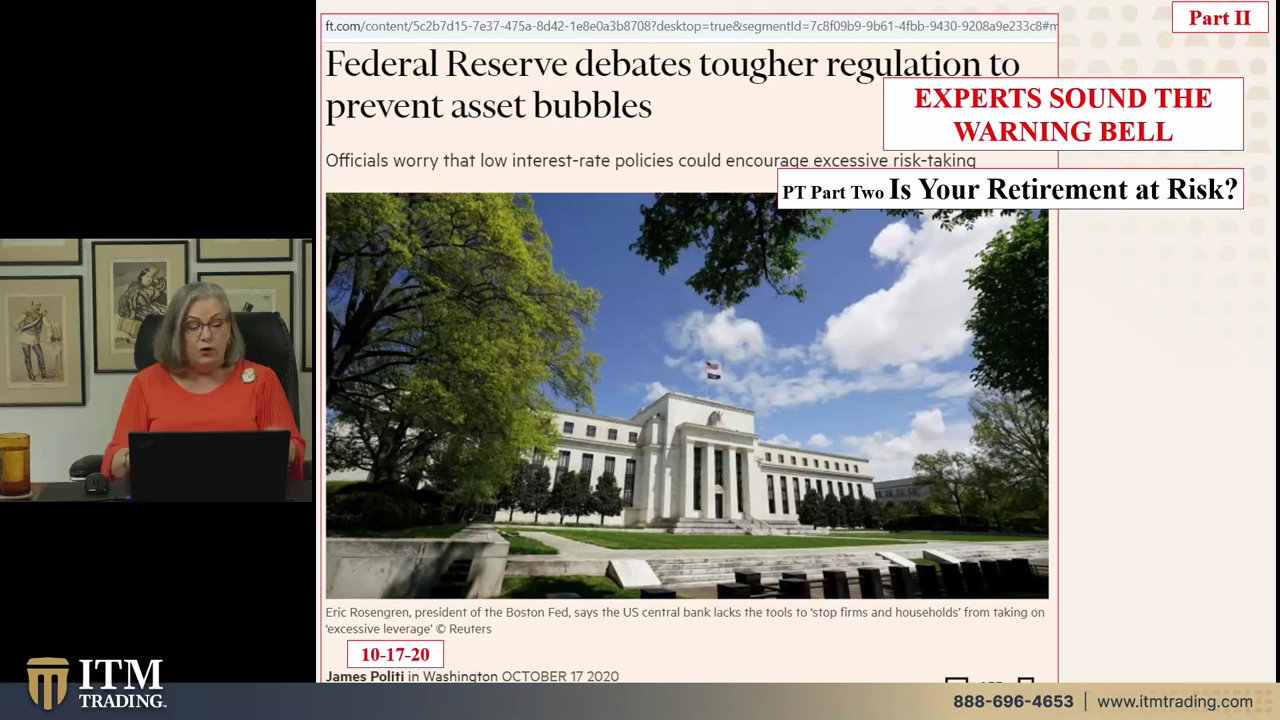 ft.com/content/5c2b7d15-7e37-475a-8d42-1e8e0a3b8708?desktop=true&segmentId=7c8f09b9-9b61-4fbb-9430-9208a9e233c8#m
Part II
Federal Reserve debates tougher regulation to
prevent asset bubbles
EXPERTS SOUND THE
WARNING BELL
Officials worry that low interest-rate policies could encourage excessive risk-taking
PT Part Two Is Your Retirement at Risk?
Eric Rosengren, president of the Boston Fed, says the US central bank lacks the tools to ‘stop firms and households’ from taking on
‘excessive leverage’ © Reuters
10-17-20
James Politi in Washington OCTOBER 17 2020
ITM
TRADING
888-696-4653 | www.itmtrading.com